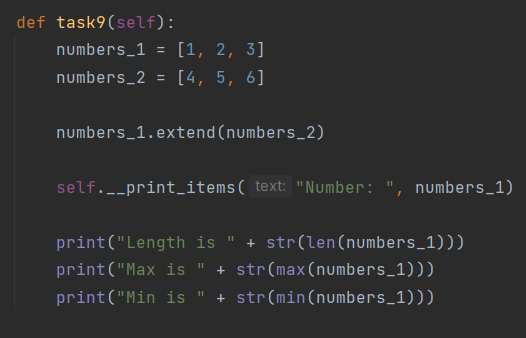 def task9(self):
numbers_1 = [1, 2, 3]
numbers_2 = [4, 5, 6]
numbers_1.extend(numbers_2)
self.__print_items(text: "Number: ", numbers_1)
print("Length is " + str(len(numbers_1)))
print("Max is " + str(max(numbers_1)))
print("Min is " + str(min(numbers_1)))